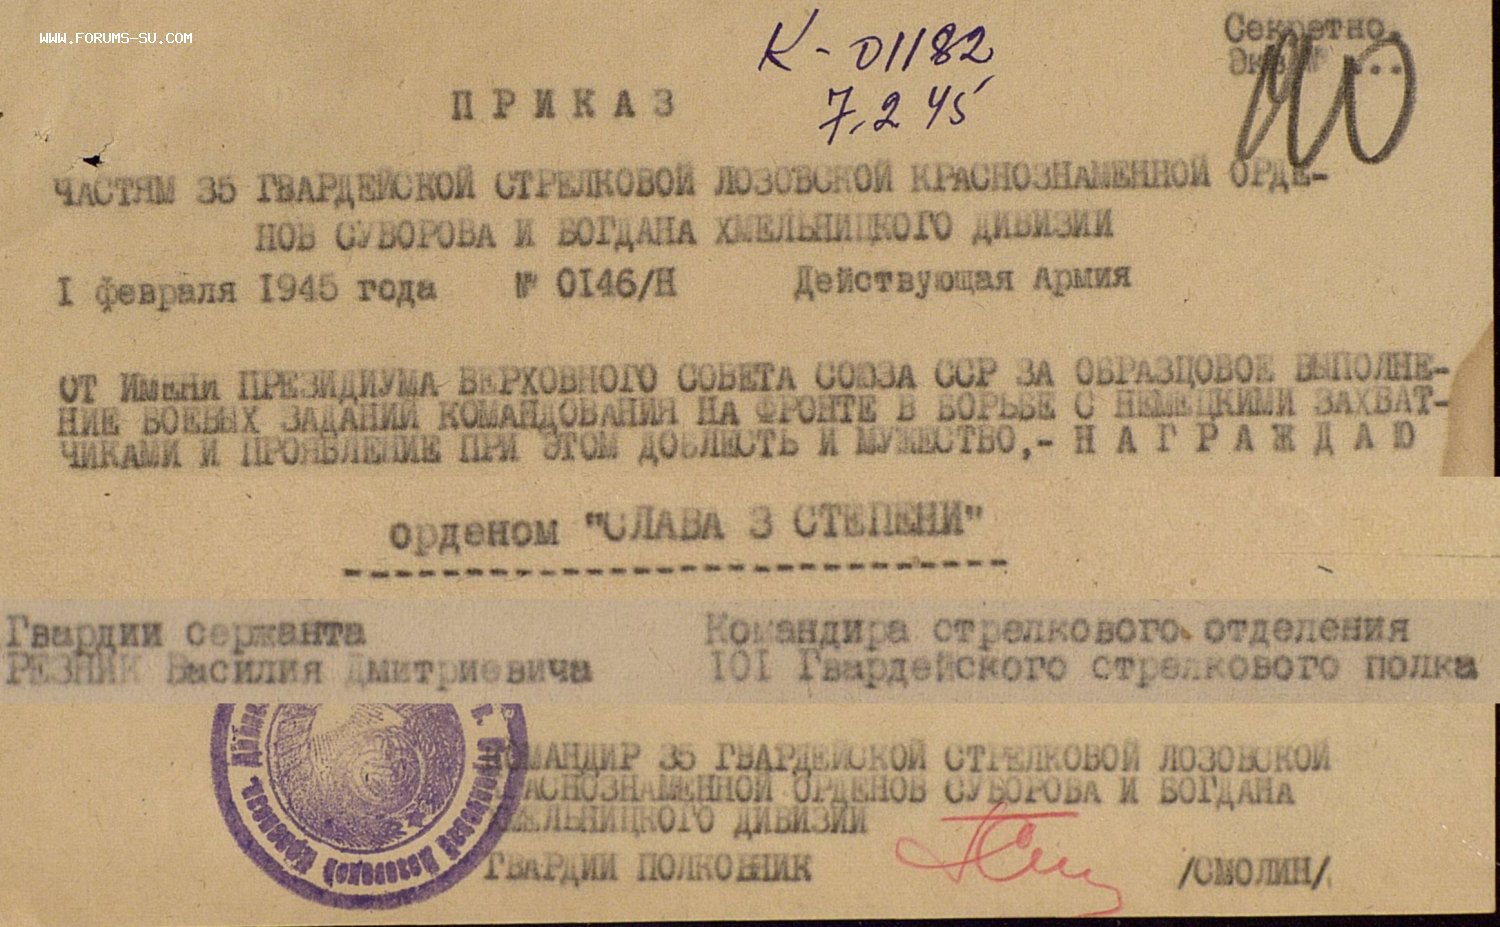 WWW.FORUMS-SU.COM
К-01182
7.2 45
Секретно.
Экз №
ПРИКАЗ
ЧАСТЯМ 35 ГВАРДЕЙСКОЙ СТРЕЛКОВОЙ ЛОЗОВСКОЙ КРАСНОЗНАМЕННОЙ ОРДЕ-
НОВ СУВОРОВА И БОГДАНА ХМЕЛЬНИЦКОГО ДИВИЗИИ
I февраля 1945 года № 0146/Н Действующая Армия
ОТ ИМЕНИ ПРЕЗИДИУМА ВЕРХОВНОГО СОВЕТА СОЮЗА ССР ЗА ОБРАЗЦОВОЕ ВЫПОЛНЕ-
НИЕ БОЕВЫХ ЗАДАНИЙ КОМАНДОВАНИЯ НА ФРОНТЕ В БОРЬБЕ С НЕМЕЦКИМИ ЗАХВАТ-
ЧИКАМИ И ПРОЯВЛЕНИЕ ПРИ ЭТОМ ДОБЛЕСТЬ И МУЖЕСТВО,- Н А Г Р А Ж Д А Ю
орденом "СЛАВА 3 СТЕПЕНИ"
Гвардии сержанта Командира стрелкового отделения
РЕЗНИК Василия Дмитриевича 101 Гвардейского стрелкового полка
КОМАНДИР 35 ГВАРДЕЙСКОЙ СТРЕЛКОВОЙ ЛОЗОВСКОЙ
КРАСНОЗНАМЕННОЙ ОРДЕНОВ СУВОРОВА И БОГДАНА
ХМЕЛЬНИЦКОГО ДИВИЗИИ
ГВАРДИИ ПОЛКОВНИК /СМОЛИН/